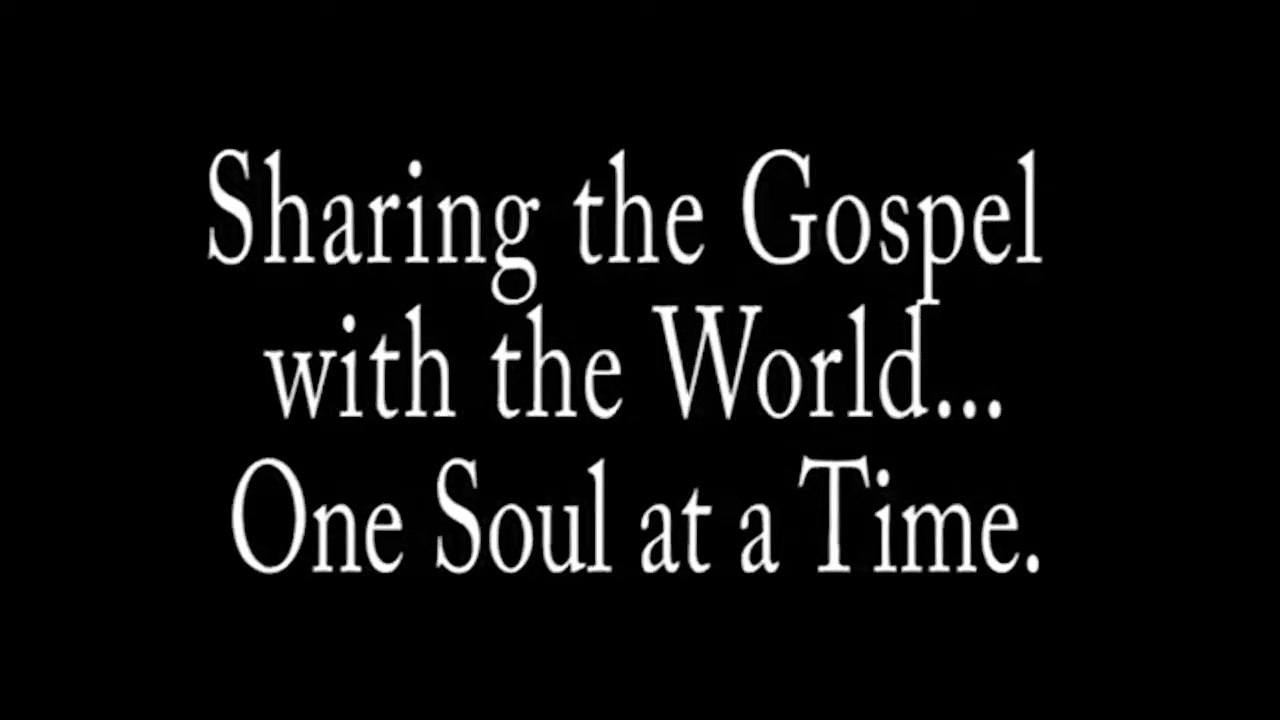 Sharing the Gospel
with the World...
One Soul at a Time.